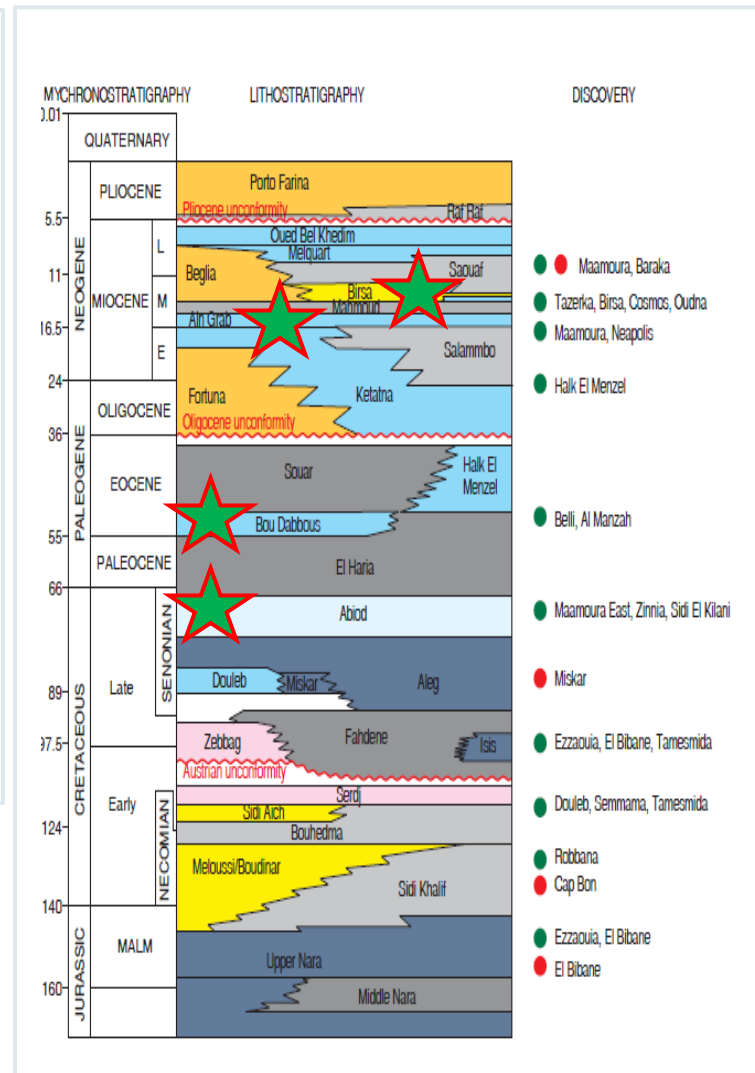 MYCHRONOSTRATIGRAPHY LITHOSTRATIGRAPHY DISCOVERY
0.01
QUATERNARY
PLIOCENE
Porto Farina
Pliocene unconformity
Raf Raf
5.5
NEOGENE
MIOCENE
L
Oued Bel Khedim
Melquart
Beglia
Saouaf
Maamoura, Baraka
11
M
Birsa
Mahmoud
Tazerka, Birsa, Cosmos, Oudna
16.5
Ain Grab
Maamoura, Neapolis
E
Salammbo
24
Halk El Menzel
PALEOGENE
OLIGOCENE
Fortuna
Ketatna
Oligocene unconformity
36
EOCENE
Souar
Halk El
Menzel
Bou Dabbous
Belli, Al Manzah
55
PALEOCENE
El Haria
66
CRETACEOUS
Late
SENONIAN
Abiod
Maamoura East, Zinnia, Sidi El Kilani
Douleb
Miskar
Aleg
Miskar
89
97.5
Zebbag
Fahdene
Isis
Ezzaouia, El Bibane, Tamesmida
Austrian unconformity
Early
NECOMIAN
Serdj
Sidi Aich
Douleb, Semmama, Tamesmida
124
Bouhedma
Meloussi/Boudinar
Robbana
Sidi Khalif
Cap Bon
140
JURASSIC
MALM
Ezzaouia, El Bibane
Upper Nara
El Bibane
160
Middle Nara